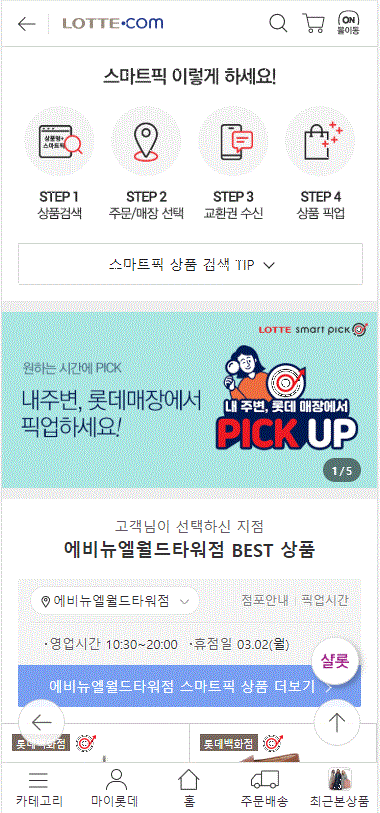 LOTTE•COM
ON
몰이동
스마트픽 이렇게 하세요!
상품명+
스마트픽
STEP 1
STEP 2
STEP 3
STEP 4
상품검색
주문/매장 선택
교환권 수신
상품 픽업
스마트픽 상품 검색 TIP
LOTTE smart pick
원하는 시간에 PICK
내주변, 롯데매장에서
픽업하세요!
내 주변, 롯데 매장에서
PICK UP
1 / 5
고객님이 선택하신 지점
에비뉴엘월드타워점 BEST 상품
에비뉴엘월드타워점
점포안내
픽업시간
·영업시간 10:30~20:00 ·휴점일 03.02(월)
샬롯
에비뉴엘월드타워점 스마트픽 상품 더보기
롯데백화점
롯데백화점
카테고리
마이롯데
홈
주문배송
최근본상품